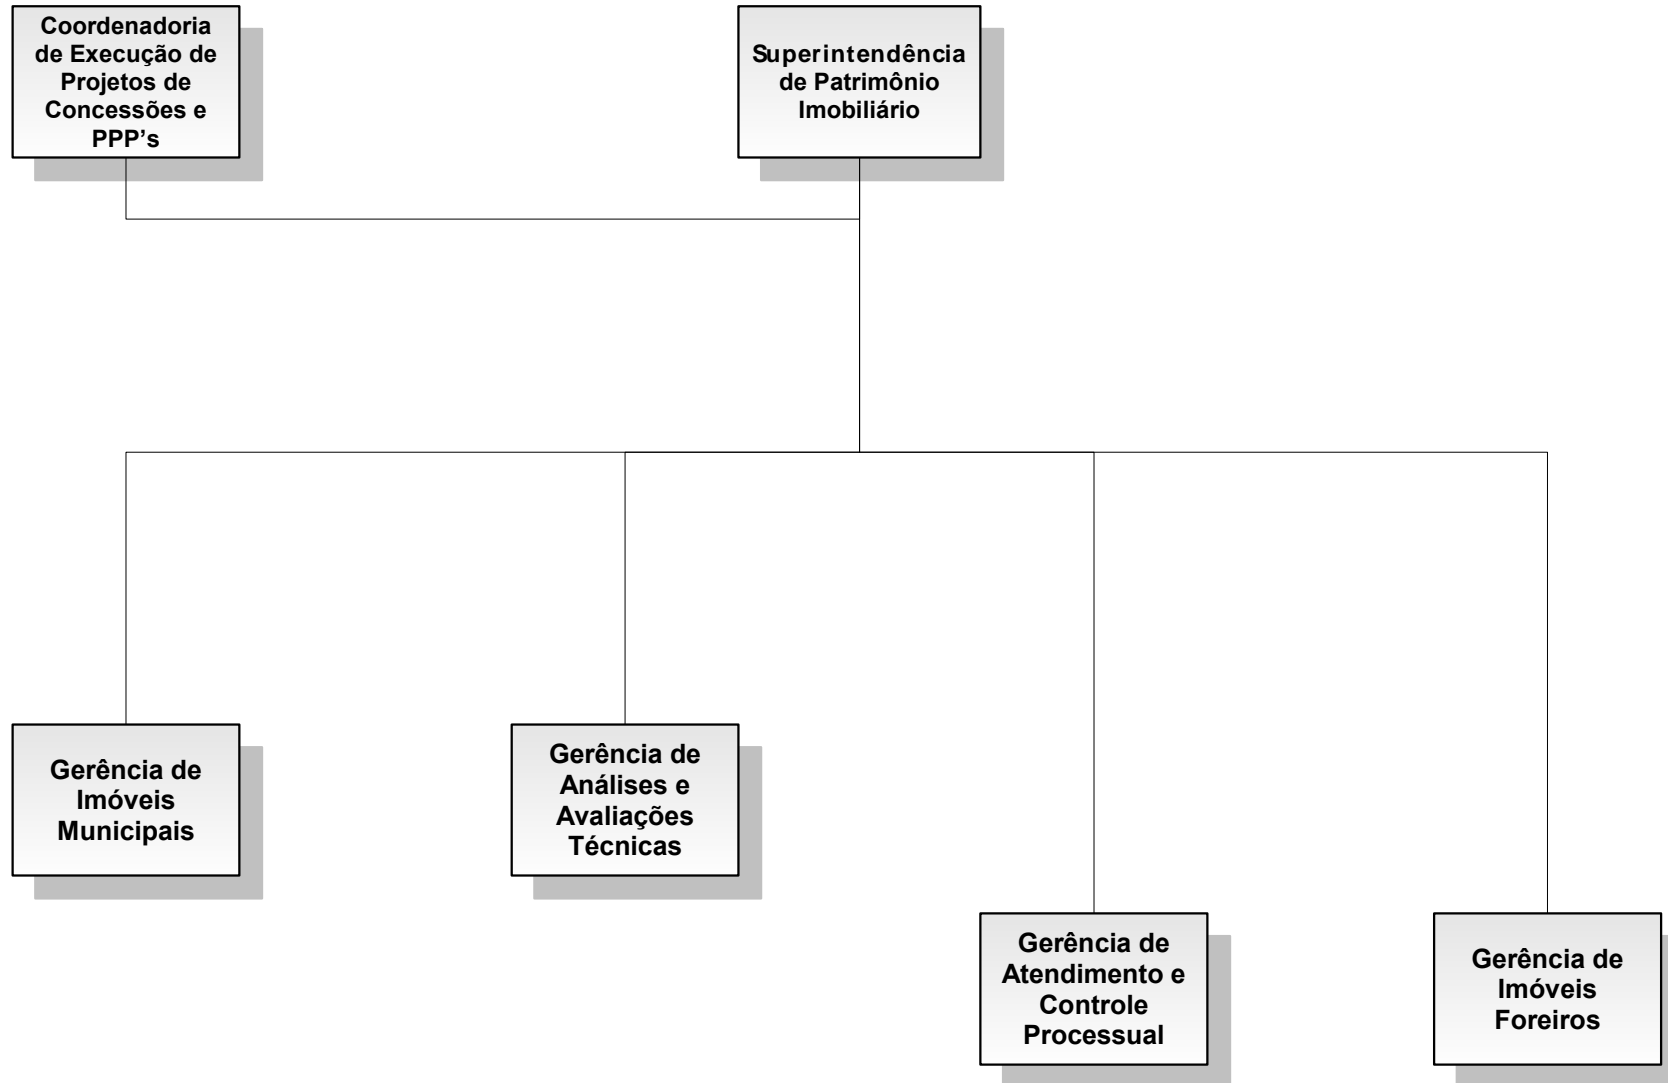 Coordenadoria
de Execução de
Projetos de
Concessões e
PPP’s
Superintendência
de Patrimônio
Imobiliário
Gerência de
Imóveis
Municipais
Gerência de
Análises e
Avaliações
Técnicas
Gerência de
Atendimento e
Controle
Processual
Gerência de
Imóveis
Foreiros